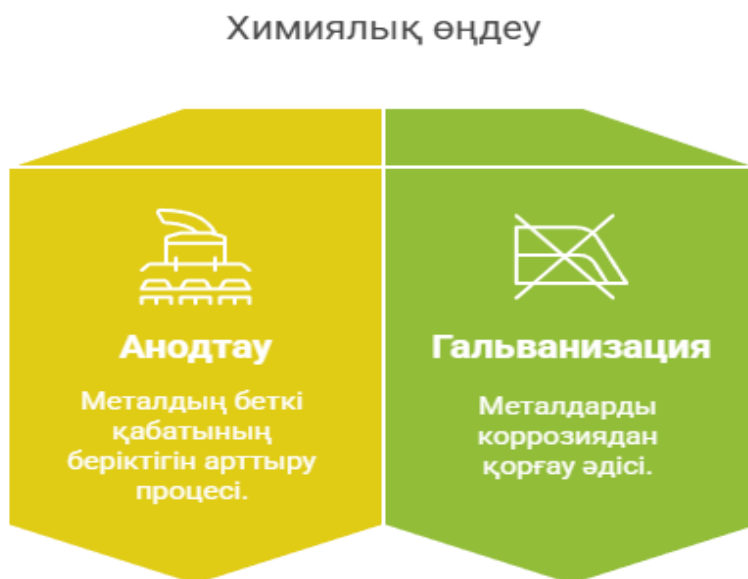 Химиялық өңдеу
Анодтау
Металдың беткі
қабатының
беріктігін арттыру
процесі.
Гальванизация
Металдарды
коррозиядан
қорғау әдісі.